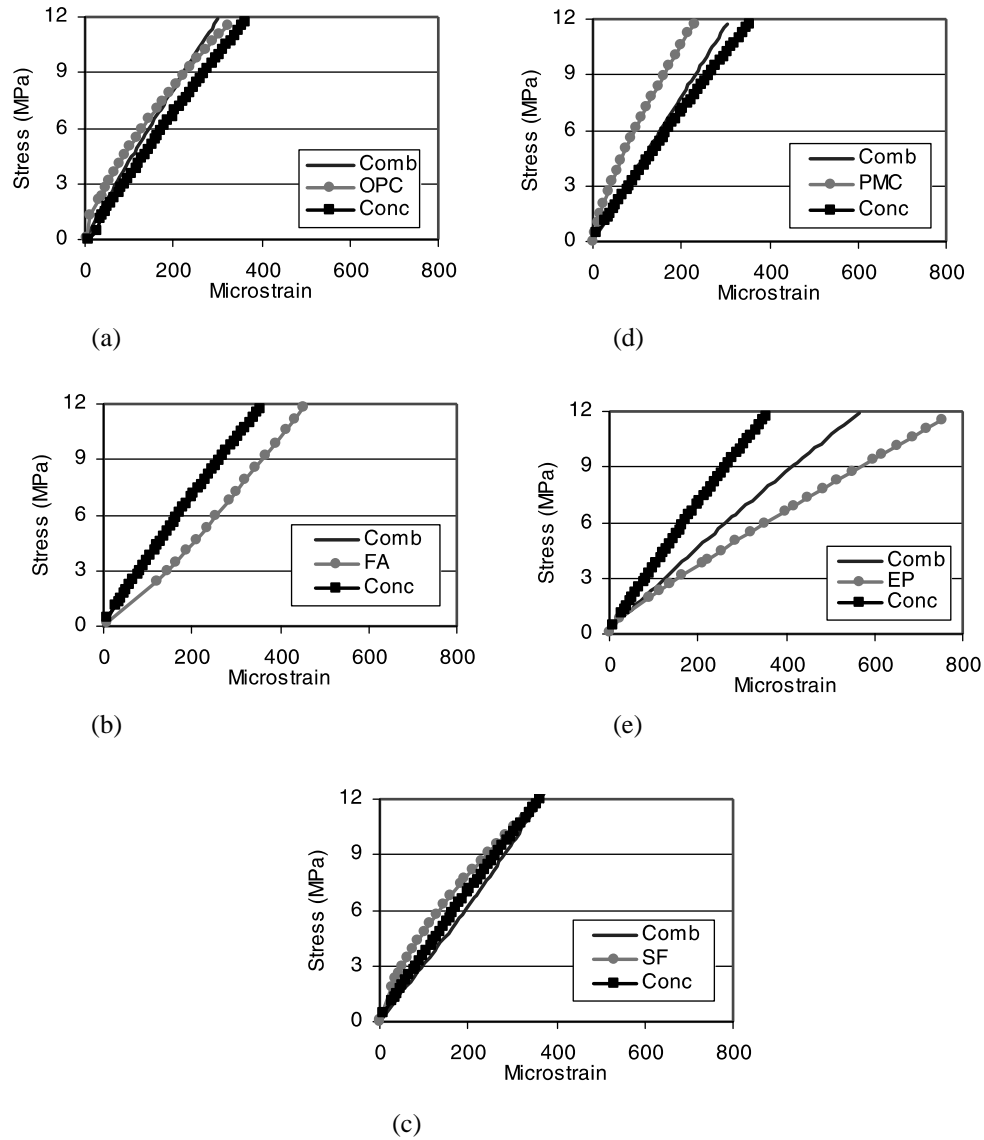 12
9
6
3
0
Stress (MPa)
Comb
OPC
Conc
0 200 400 600 800
Microstrain
(a)
12
9
6
3
0
Stress (MPa)
Comb
PMC
Conc
0 200 400 600 800
Microstrain
(d)
12
9
6
3
0
Stress (MPa)
Comb
FA
Conc
0 200 400 600 800
Microstrain
(b)
12
9
6
3
0
Stress (MPa)
Comb
EP
Conc
0 200 400 600 800
Microstrain
(e)
12
9
6
3
0
Stress (MPa)
Comb
SF
Conc
0 200 400 600 800
Microstrain
(c)